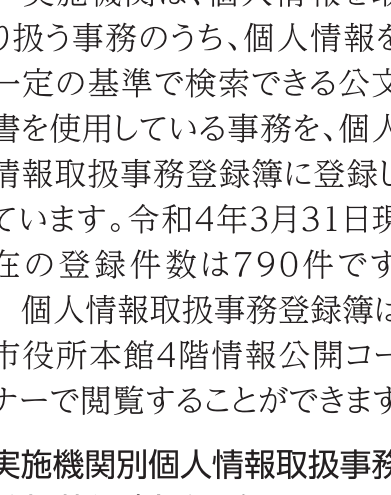 実施機関は、個人情報を取
り扱う事務のうち、個人情報を
一定の基準で検索できる公文
書を使用している事務を、個人
情報取扱事務登録簿に登録し
ています。令和4年3月31日現
在の登録件数は790件です
個人情報取扱事務登録簿は
市役所本館4階情報公開コー
ナーで閲覧することができます
実施機関別個人情報取扱事務